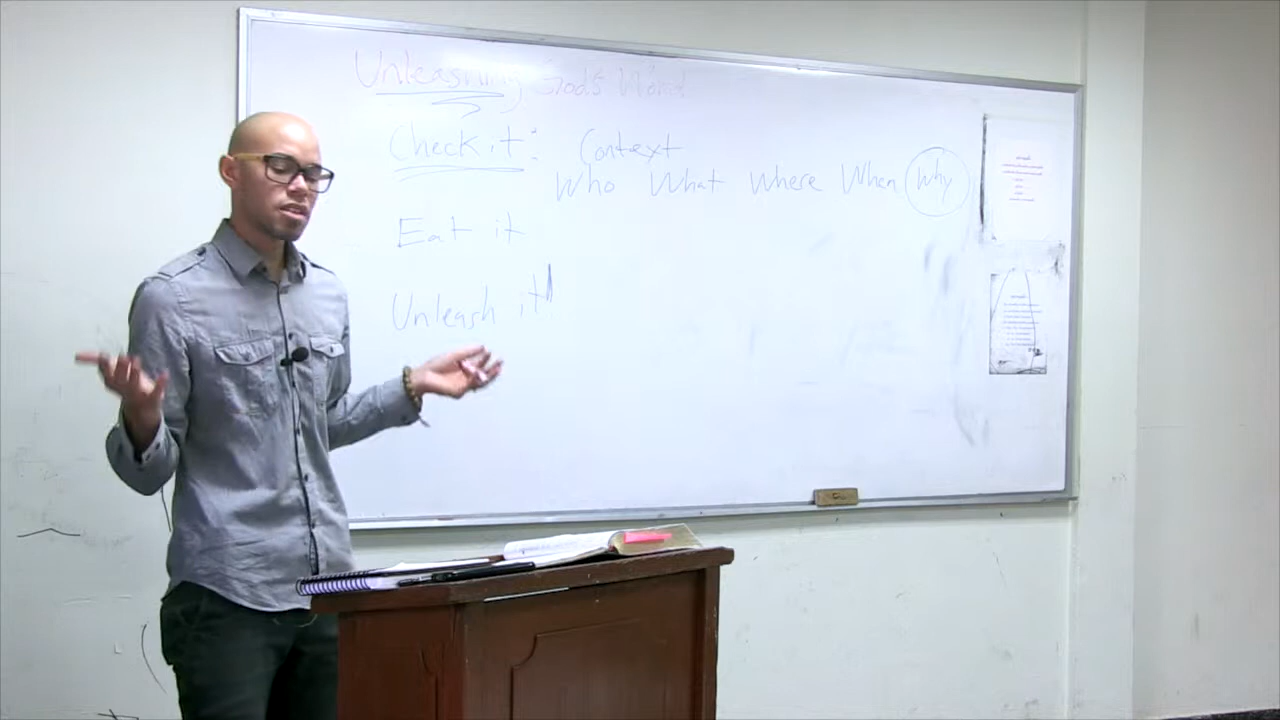 Unleashing God's Word
Check it: Context
Who What Where When Why
Eat it
Unleash it